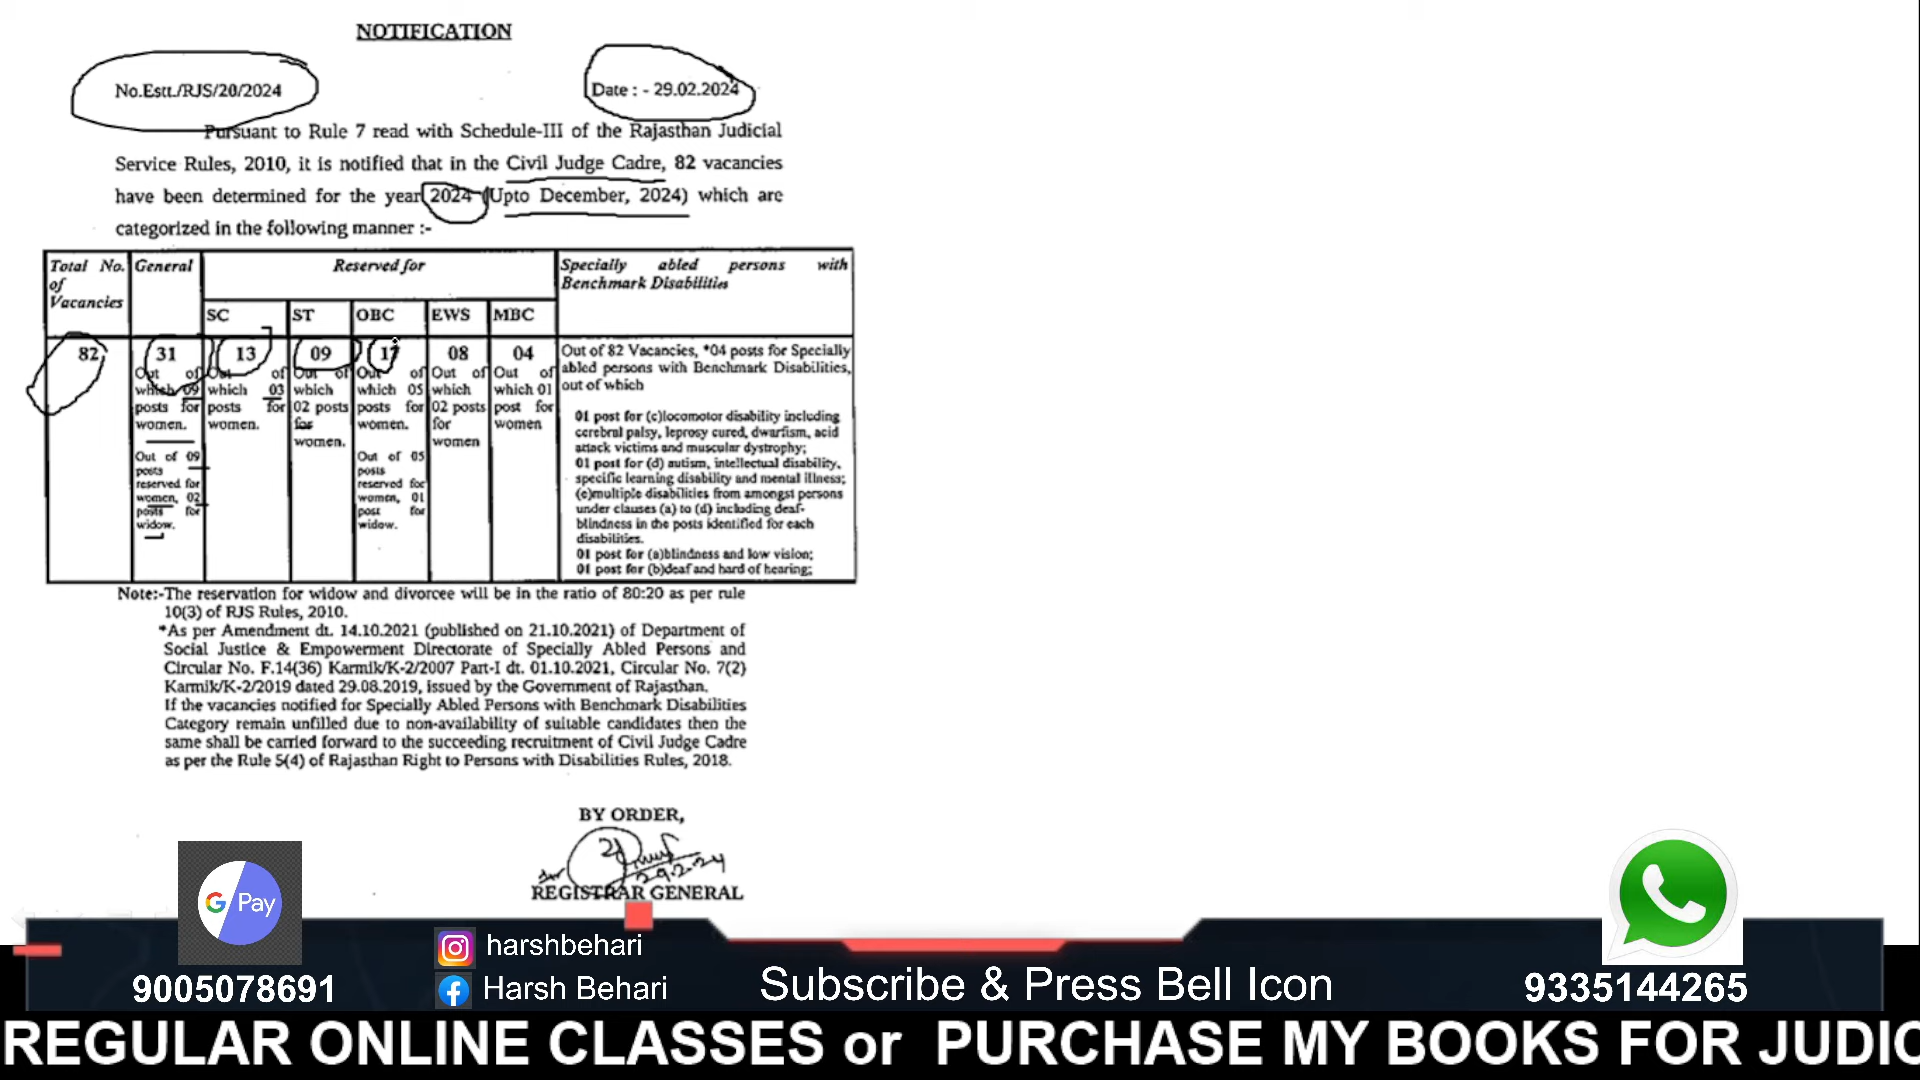 NOTIFICATION
No.Estt./RJS/20/2024
Date : - 29.02.2024
Pursuant to Rule 7 read with Schedule-III of the Rajasthan Judicial
Service Rules, 2010, it is notified that in the Civil Judge Cadre, 82 vacancies
have been determined for the year 2024 (Upto December, 2024) which are
categorized in the following manner :-
Total No.
of
Vacancies
General
Reserved for
Specially abled persons with
Benchmark Disabilities
SC
ST
OBC
EWS
MBC
82
31
Out of
which 09
posts for
women.
Out of 09
posts
reserved for
women, 02
posts for
widow.
13
Out of
which 03
posts for
women.
09
Out of
which
02 posts
for
women.
17
Out of
which 05
posts for
women.
Out of 05
posts
reserved for
women, 01
post for
widow.
08
Out of
which
02 posts
for
women
04
Out of
which 01
post for
women
Out of 82 Vacancies, *04 posts for Specially
abled persons with Benchmark Disabilities,
out of which
01 post for (c)locomotor disability including
cerebral palsy, leprosy cured, dwarfism, acid
attack victims and muscular dystrophy;
01 post for (d) autism, intellectual disability,
specific learning disability and mental illness;
(e)multiple disabilities from amongst persons
under clauses (a) to (d) including deaf-
blindness in the posts identified for each
disabilities.
01 post for (a)blindness and low vision;
01 post for (b)deaf and hard of hearing;
Note:-The reservation for widow and divorcee will be in the ratio of 80:20 as per rule
10(3) of RJS Rules, 2010.
*As per Amendment dt. 14.10.2021 (published on 21.10.2021) of Department of
Social Justice & Empowerment Directorate of Specially Abled Persons and
Circular No. F.14(36) Karmik/K-2/2007 Part-I dt. 01.10.2021, Circular No. 7(2)
Karmik/K-2/2019 dated 29.08.2019, issued by the Government of Rajasthan.
If the vacancies notified for Specially Abled Persons with Benchmark Disabilities
Category remain unfilled due to non-availability of suitable candidates then the
same shall be carried forward to the succeeding recruitment of Civil Judge Cadre
as per the Rule 5(4) of Rajasthan Right to Persons with Disabilities Rules, 2018.
BY ORDER,
29.2.24
REGISTRAR GENERAL
G Pay
9005078691
harshbehari
Harsh Behari
Subscribe & Press Bell Icon
9335144265
REGULAR ONLINE CLASSES or PURCHASE MY BOOKS FOR JUDIC